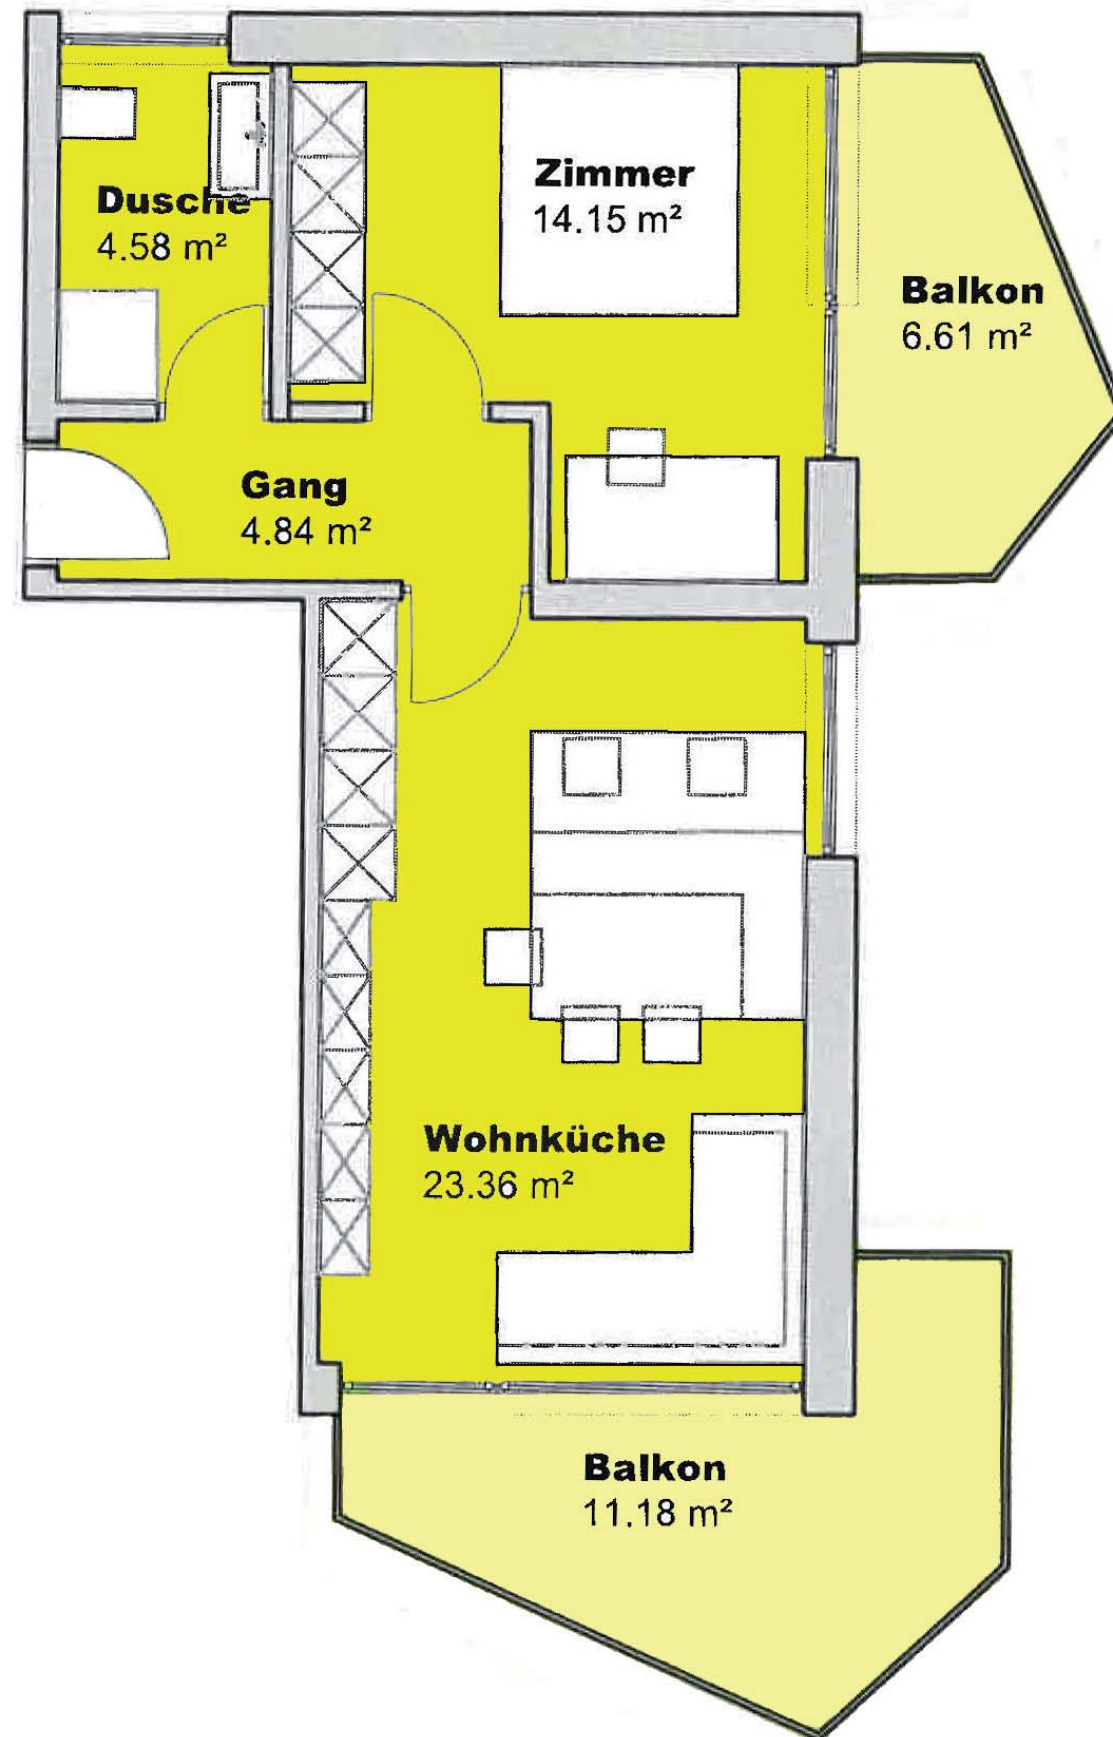 Dusche
4.58 m²
Zimmer
14.15 m²
Balkon
6.61 m²
Gang
4.84 m²
Wohnküche
23.36 m²
Balkon
11.18 m²